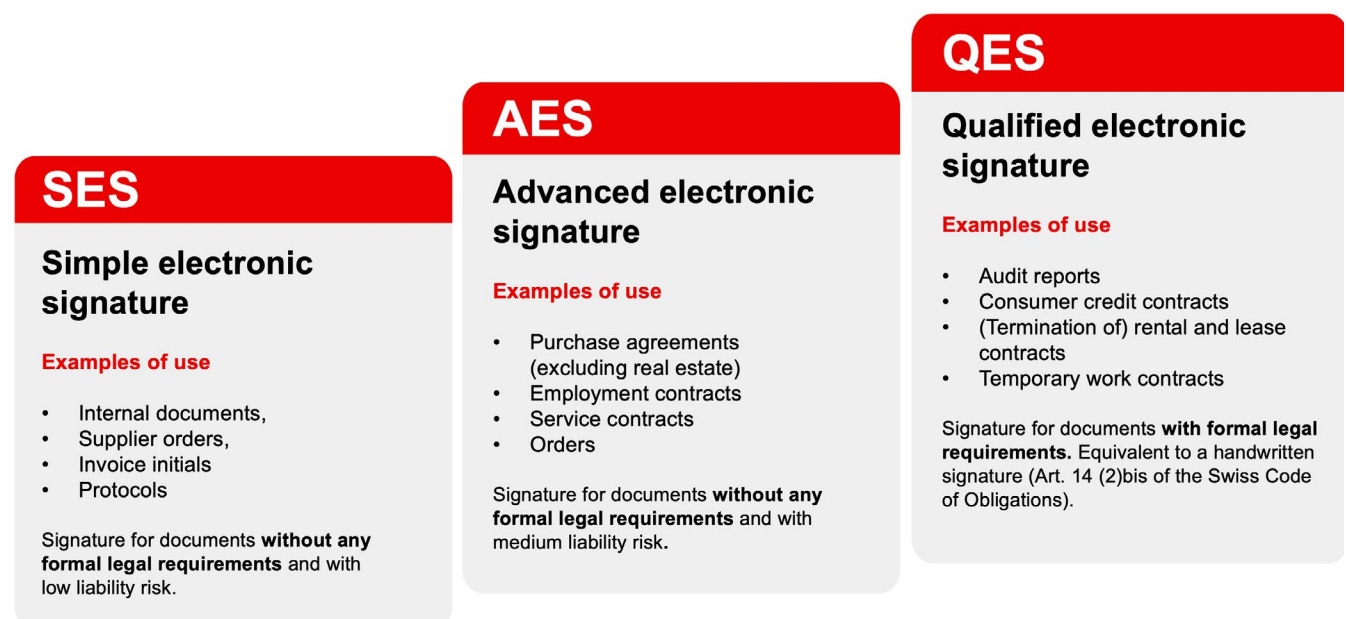 SES
Simple electronic
signature
Examples of use
• Internal documents,
• Supplier orders,
• Invoice initials
• Protocols
Signature for documents without any
formal legal requirements and with
low liability risk.
AES
Advanced electronic
signature
Examples of use
• Purchase agreements
(excluding real estate)
• Employment contracts
• Service contracts
• Orders
Signature for documents without any
formal legal requirements and with
medium liability risk.
QES
Qualified electronic
signature
Examples of use
• Audit reports
• Consumer credit contracts
• (Termination of) rental and lease
contracts
• Temporary work contracts
Signature for documents with formal legal
requirements. Equivalent to a handwritten
signature (Art. 14 (2)bis of the Swiss Code
of Obligations).